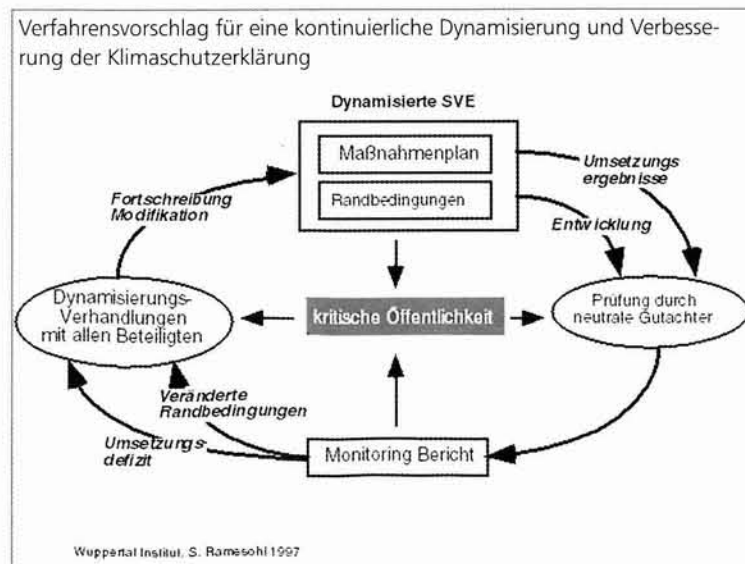 Verfahrensvorschlag für eine kontinuierliche Dynamisierung und Verbesse-
rung der Klimaschutzerklärung
Dynamisierte SVE
Maßnahmenplan
Randbedingungen
Umsetzungs
ergebnisse
Entwicklung
Fortschreibung
Modifikation
Dynamisierungs-
Verhandlungen
mit allen Beteiligten
kritische Öffentlichkeit
Prüfung durch
neutrale Gutachter
Veränderte
Randbedingungen
Umsetzungs-
defizit
Monitoring Bericht
Wuppertal Institut, S. Ramesohl 1997